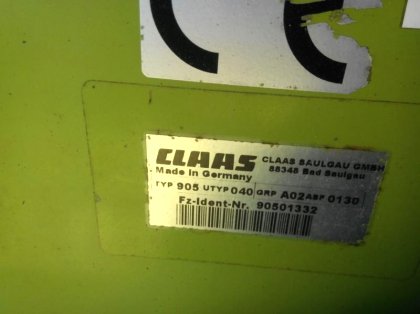 CE
CLAAS CLAAS SAULGAU GMBH
Made in Germany 88348 Bad Saulgau
TYP 905 UTYP 040 GRP A02 ABF 0130
Fz-Ident-Nr. 90501332